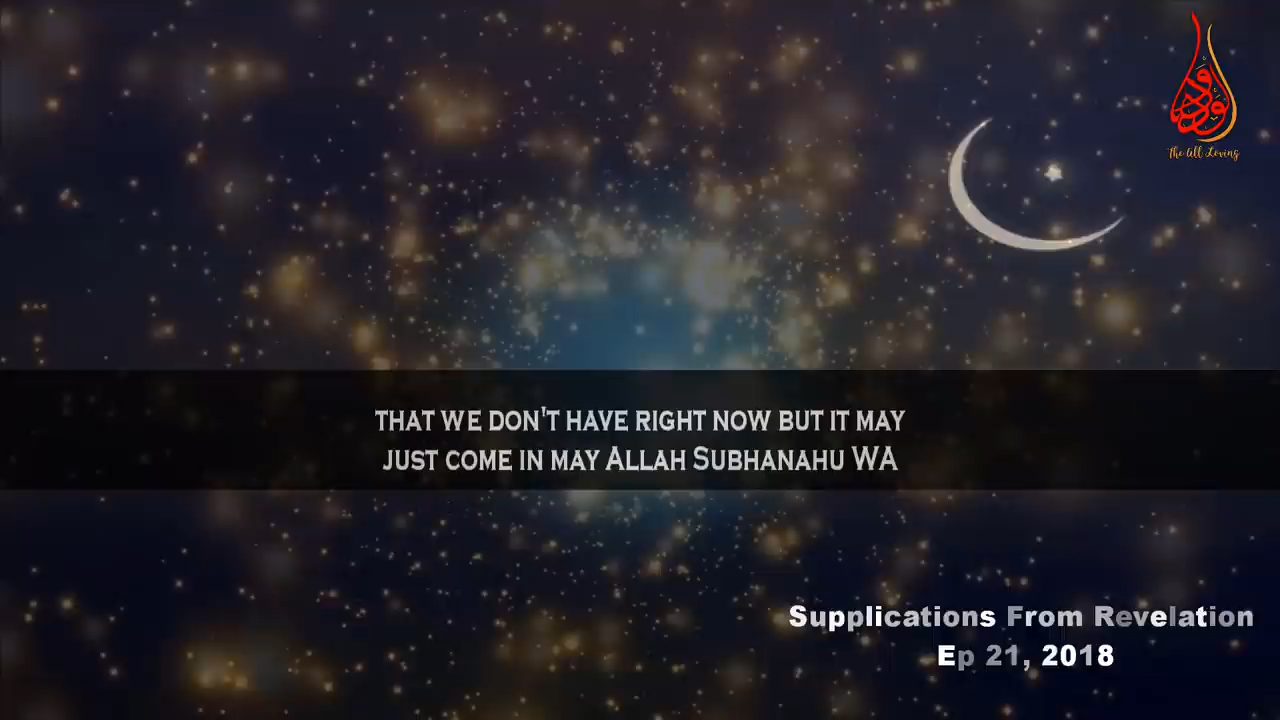 الودود
The All Loving
THAT WE DON'T HAVE RIGHT NOW BUT IT MAY
JUST COME IN MAY ALLAH SUBHANAHU WA
Supplications From Revelation
Ep 21, 2018